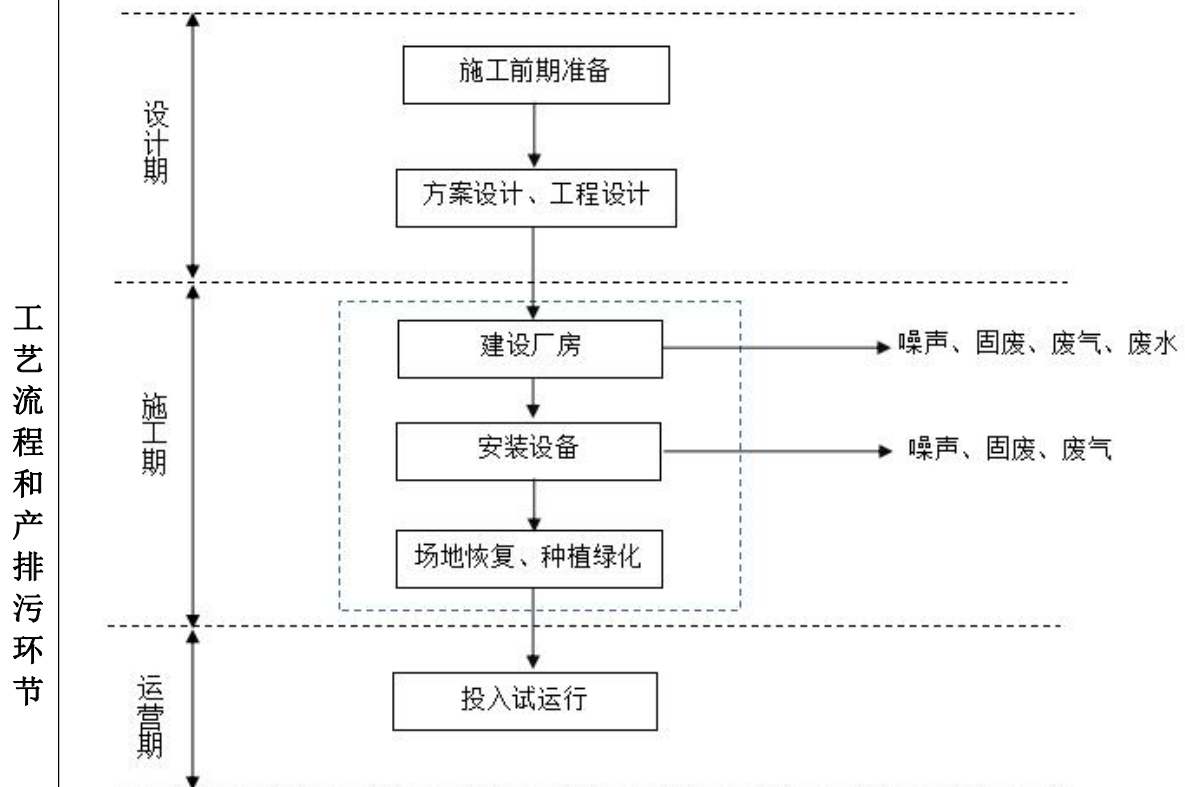 工艺流程和产排污环节
设计期
施工前期准备
方案设计、工程设计
施工期
建设厂房
噪声、固废、废气、废水
安装设备
噪声、固废、废气
场地恢复、种植绿化
运营期
投入试运行